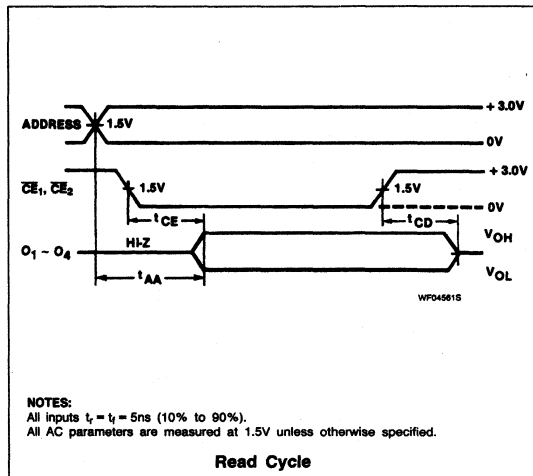 ADDRESS 1.5V +3.0V
0V
CE1, CE2 1.5V 1.5V +3.0V
0V
tCE tCD
O1 ~ O4 HI-Z VOH
tAA VOL
WF04561S
NOTES:
All inputs tr = tf = 5ns (10% to 90%).
All AC parameters are measured at 1.5V unless otherwise specified.
Read Cycle